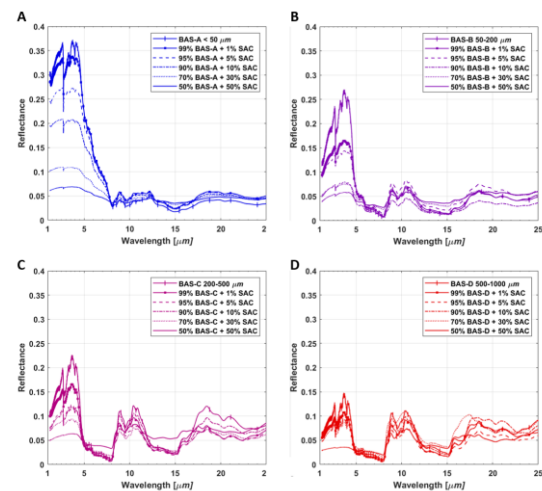 A
0.4
0.35
0.3
0.25
0.2
0.15
0.1
0.05
0
Reflectance
BAS-A < 50 μm
99% BAS-A + 1% SAC
95% BAS-A + 5% SAC
90% BAS-A + 10% SAC
70% BAS-A + 30% SAC
50% BAS-A + 50% SAC
1 5 10 15 20 2
Wavelength [μm]
B
0.4
0.35
0.3
0.25
0.2
0.15
0.1
0.05
0
Reflectance
BAS-B 50-200 μm
99% BAS-B + 1% SAC
95% BAS-B + 5% SAC
90% BAS-B + 10% SAC
70% BAS-B + 30% SAC
50% BAS-B + 50% SAC
1 5 10 15 20 25
Wavelength [μm]
C
0.4
0.35
0.3
0.25
0.2
0.15
0.1
0.05
0
Reflectance
BAS-C 200-500 μm
99% BAS-C + 1% SAC
95% BAS-C + 5% SAC
90% BAS-C + 10% SAC
70% BAS-C + 30% SAC
50% BAS-C + 50% SAC
1 5 10 15 20 2
Wavelength [μm]
D
0.4
0.35
0.3
0.25
0.2
0.15
0.1
0.05
0
Reflectance
BAS-D 500-1000 μm
99% BAS-D + 1% SAC
95% BAS-D + 5% SAC
90% BAS-D + 10% SAC
70% BAS-D + 30% SAC
50% BAS-D + 50% SAC
1 5 10 15 20 25
Wavelength [μm]